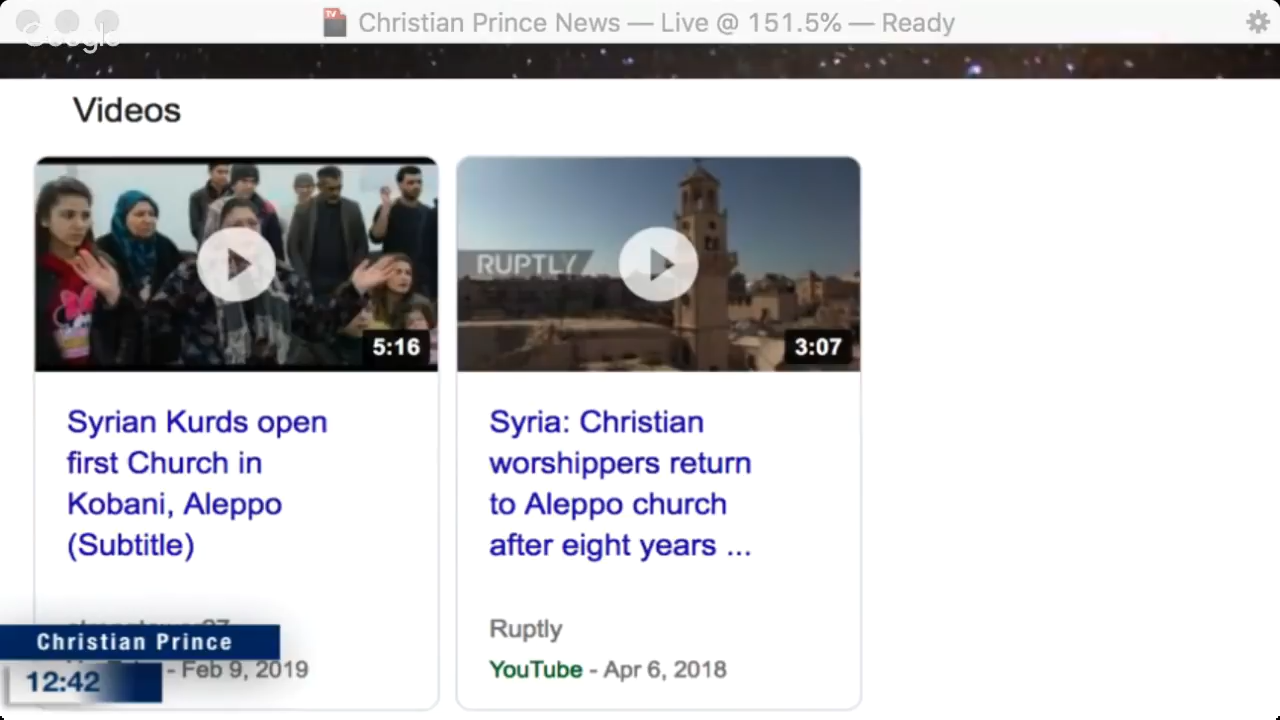 Christian Prince News — Live @ 151.5% — Ready
Google
Videos
RUPTLY
5:16
3:07
Syrian Kurds open
first Church in
Kobani, Aleppo
(Subtitle)
Syria: Christian
worshippers return
to Aleppo church
after eight years ...
Ruptly
- Feb 9, 2019
YouTube - Apr 6, 2018
Christian Prince
12:42